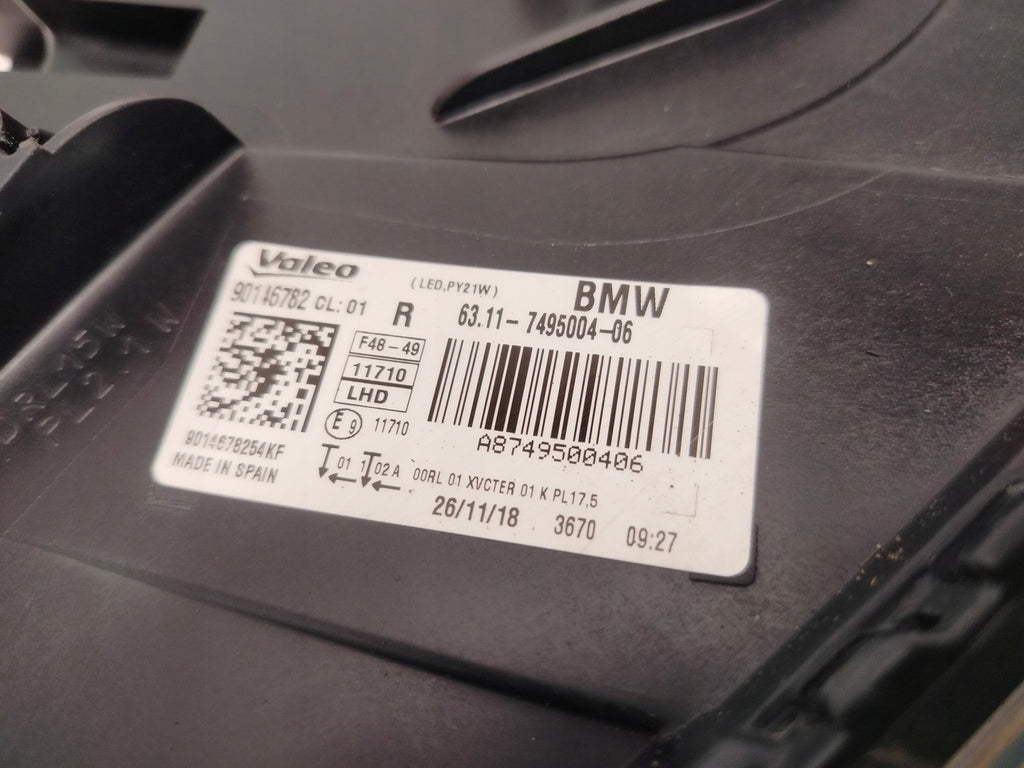 Valeo
(LED,PY21W)
BMW
90146782 CL: 01
R
63.11- 7495004-06
F48-49
11710
LHD
E9 11710
A8749500406
9014678254KF
MADE IN SPAIN
01 1 02 A 00RL 01 XVCTER 01 K PL17,5
26/11/18 3670 09:27